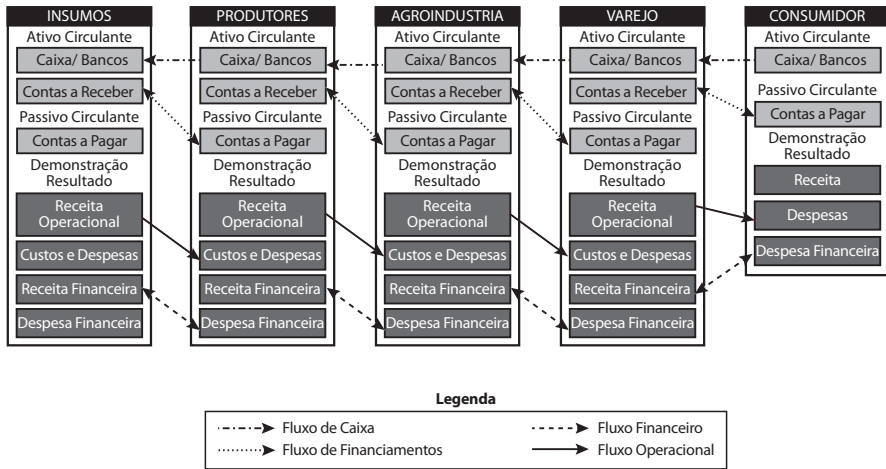 INSUMOS
Ativo Circulante
Caixa/ Bancos
Contas a Receber
Passivo Circulante
Contas a Pagar
Demonstração
Resultado
Receita
Operacional
Custos e Despesas
Receita Financeira
Despesa Financeira
PRODUTORES
Ativo Circulante
Caixa/ Bancos
Contas a Receber
Passivo Circulante
Contas a Pagar
Demonstração
Resultado
Receita
Operacional
Custos e Despesas
Receita Financeira
Despesa Financeira
AGROINDUSTRIA
Ativo Circulante
Caixa/ Bancos
Contas a Receber
Passivo Circulante
Contas a Pagar
Demonstração
Resultado
Receita
Operacional
Custos e Despesas
Receita Financeira
Despesa Financeira
VAREJO
Ativo Circulante
Caixa/ Bancos
Contas a Receber
Passivo Circulante
Contas a Pagar
Demonstração
Resultado
Receita
Operacional
Custos e Despesas
Receita Financeira
Despesa Financeira
CONSUMIDOR
Ativo Circulante
Caixa/ Bancos
Passivo Circulante
Contas a Pagar
Demonstração
Resultado
Receita
Despesas
Despesa Financeira
Legenda
Fluxo de Caixa
Fluxo Financeiro
Fluxo de Financiamentos
Fluxo Operacional